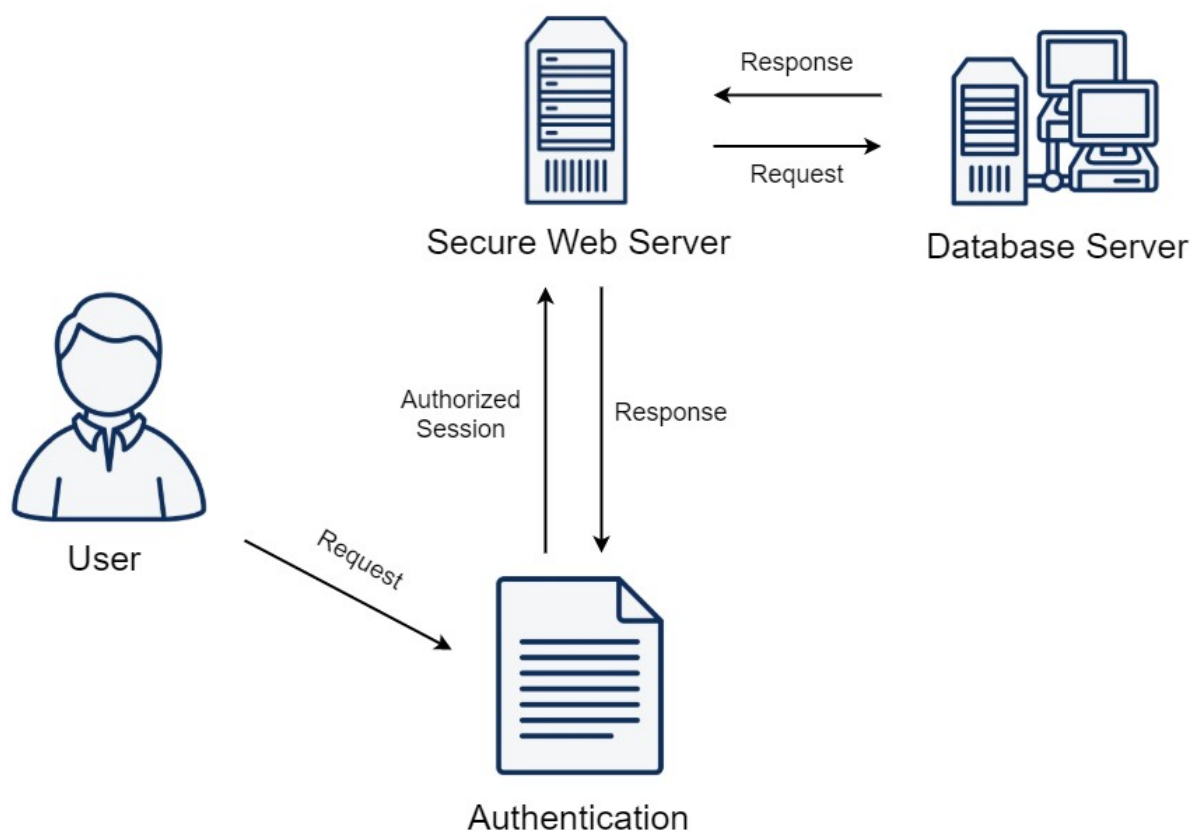 Response
Request
Secure Web Server
Database Server
Authorized
Session
Response
User
Request
Authentication